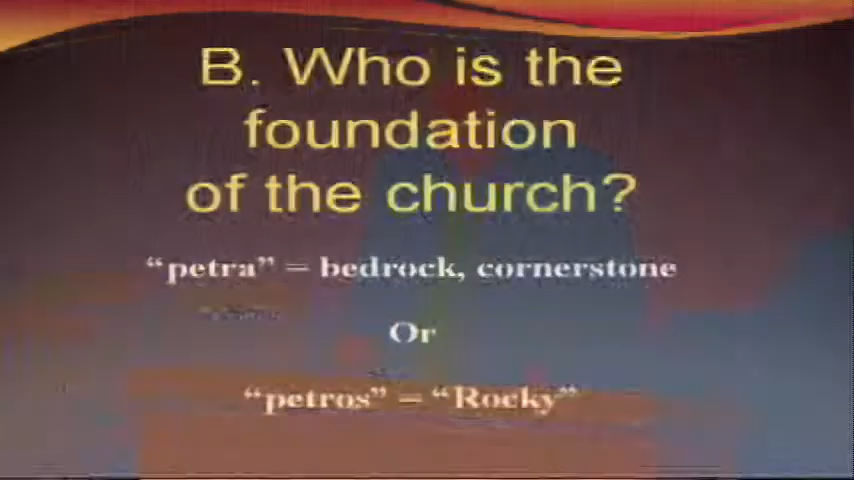 B. Who is the
foundation
of the church?
“petra” = bedrock, cornerstone
Or
“petros” = “Rocky”